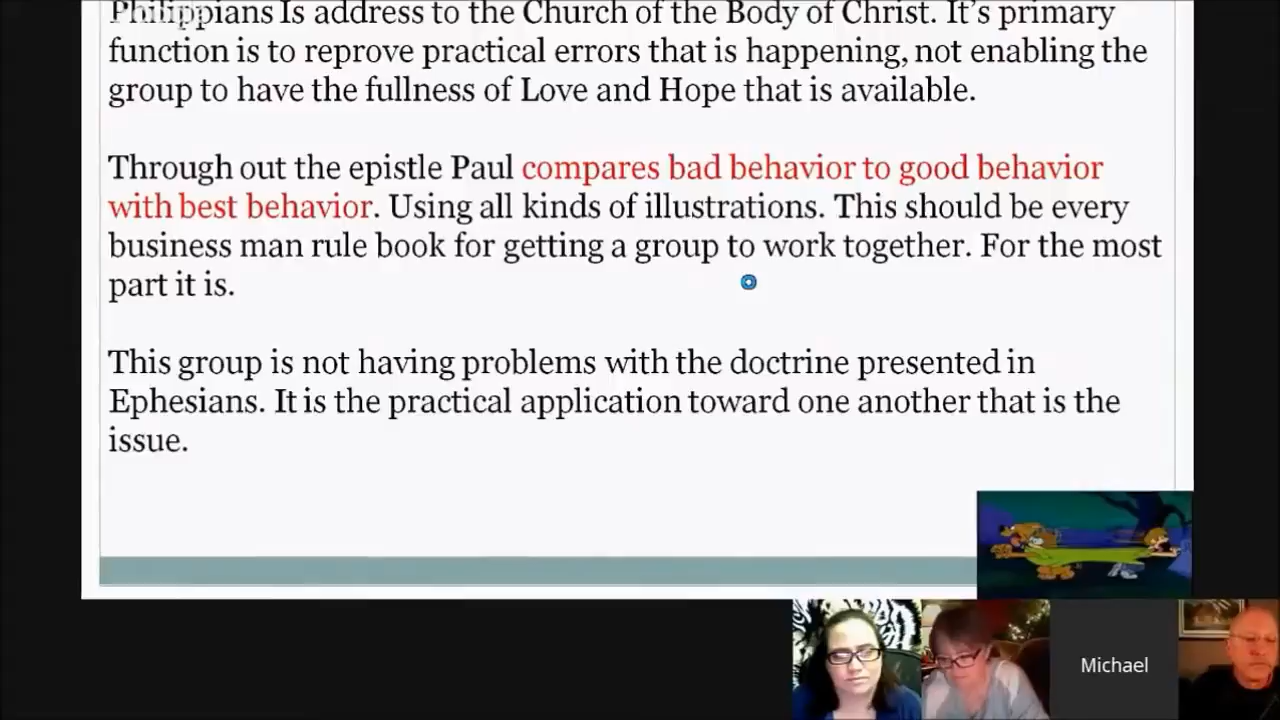 Philippians Is address to the Church of the Body of Christ. It’s primary
function is to reprove practical errors that is happening, not enabling the
group to have the fullness of Love and Hope that is available.
Through out the epistle Paul compares bad behavior to good behavior
with best behavior. Using all kinds of illustrations. This should be every
business man rule book for getting a group to work together. For the most
part it is.
This group is not having problems with the doctrine presented in
Ephesians. It is the practical application toward one another that is the
issue.
Michael